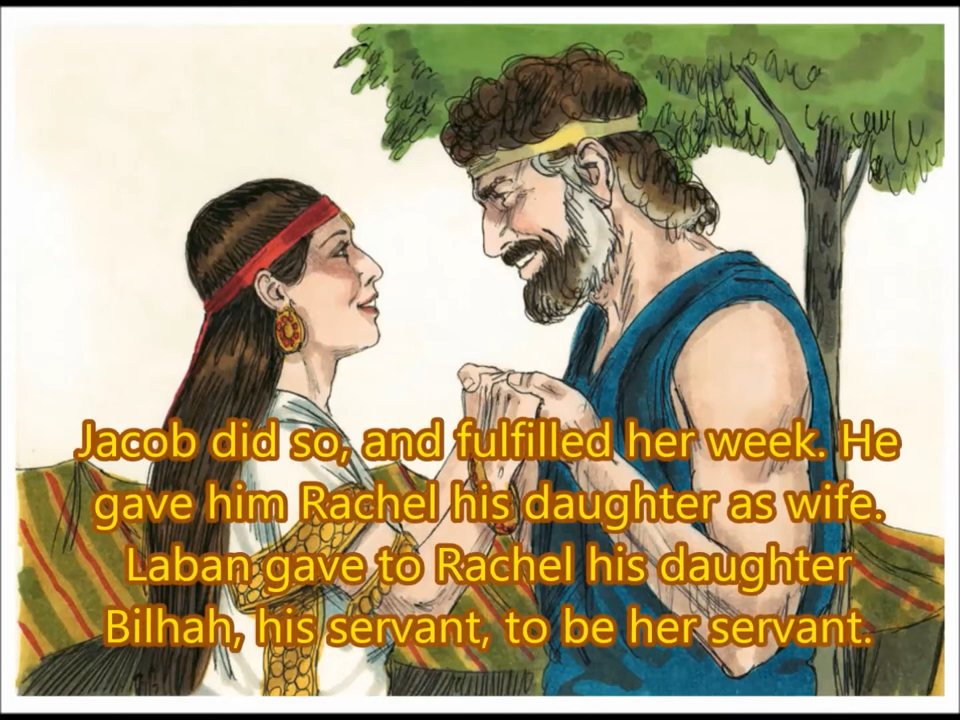 Jacob did so, and fulfilled her week. He
gave him Rachel his daughter as wife.
Laban gave to Rachel his daughter
Bilhah, his servant, to be her servant.